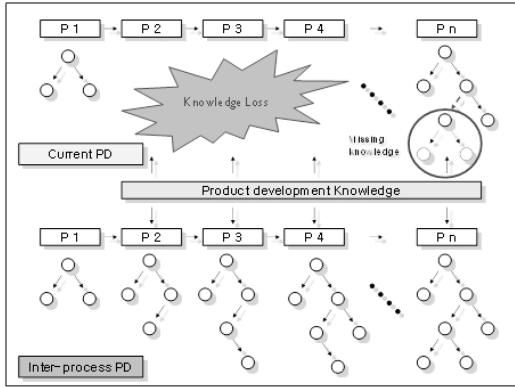 P 1 P 2 P 3 P 4 P n
Knowledge Loss
Missing
knowledge
Current PD
Product development Knowledge
P 1 P 2 P 3 P 4 P n
Inter-process PD